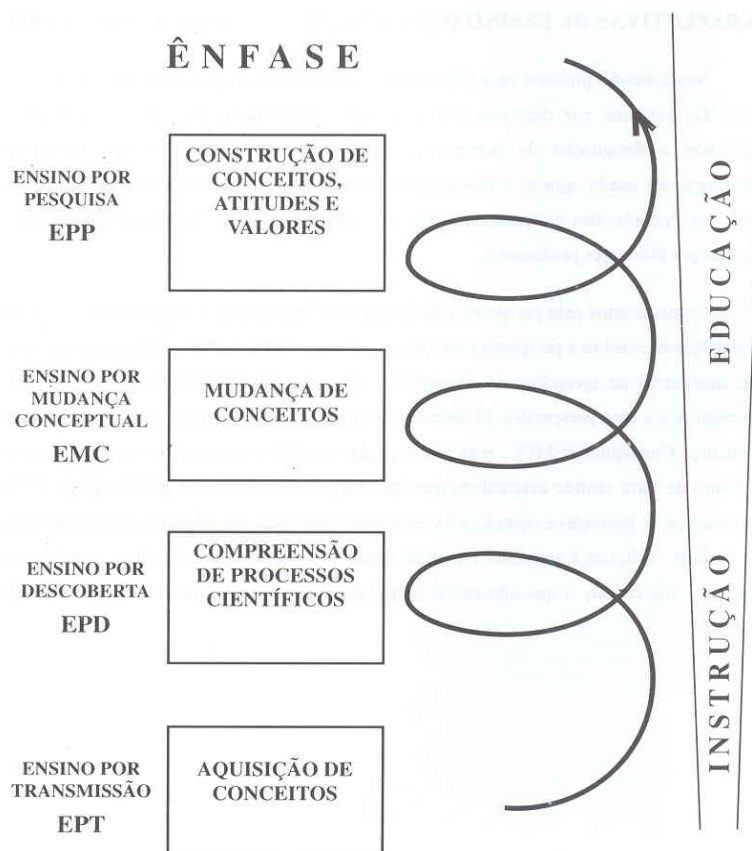 ÊNFASE
ENSINO POR
PESQUISA
EPP
CONSTRUÇÃO DE
CONCEITOS,
ATITUDES E
VALORES
ENSINO POR
MUDANÇA
CONCEPTUAL
EMC
MUDANÇA DE
CONCEITOS
ENSINO POR
DESCOBERTA
EPD
COMPREENSÃO
DE PROCESSOS
CIENTÍFICOS
ENSINO POR
TRANSMISSÃO
EPT
AQUISIÇÃO DE
CONCEITOS
EDUCAÇÃO
INSTRUÇÃO